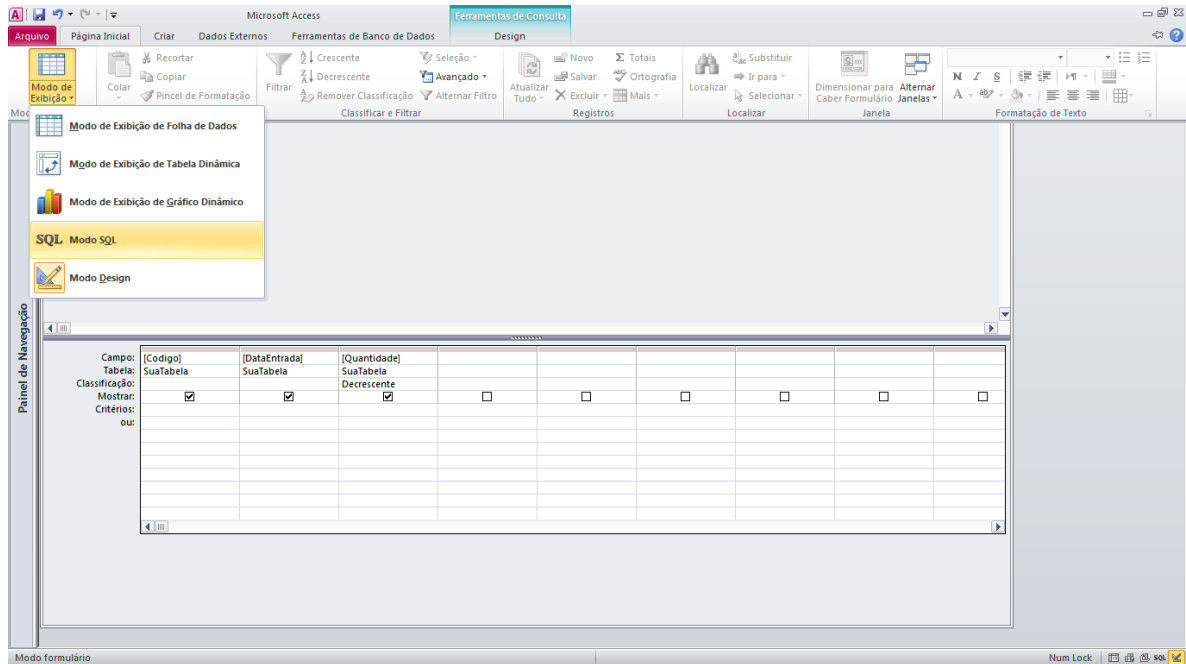 Microsoft Access
Ferramentas de Consulta
Arquivo Página Inicial Criar Dados Externos Ferramentas de Banco de Dados Design
Modo de Exibição
Colar
Recortar
Copiar
Pincel de Formatação
Filtrar
Crescente
Decrescente
Remover Classificação
Seleção
Avançado
Alternar Filtro
Classificar e Filtrar
Atualizar Tudo
Novo
Salvar
Excluir
Totais
Ortografia
Mais
Registros
Localizar
Substituir
Ir para
Selecionar
Localizar
Dimensionar para Caber Formulário
Alternar Janelas
Janela
N I S
A
Formatação de Texto
Modo de Exibição de Folha de Dados
Modo de Exibição de Tabela Dinâmica
Modo de Exibição de Gráfico Dinâmico
SQL Modo SQL
Modo Design
Painel de Navegação
Campo: [Codigo] [DataEntrada] [Quantidade]
Tabela: SuaTabela SuaTabela SuaTabela
Classificação: Decrescente
Mostrar:
Critérios:
ou:
Modo formulário
Num Lock
SQL